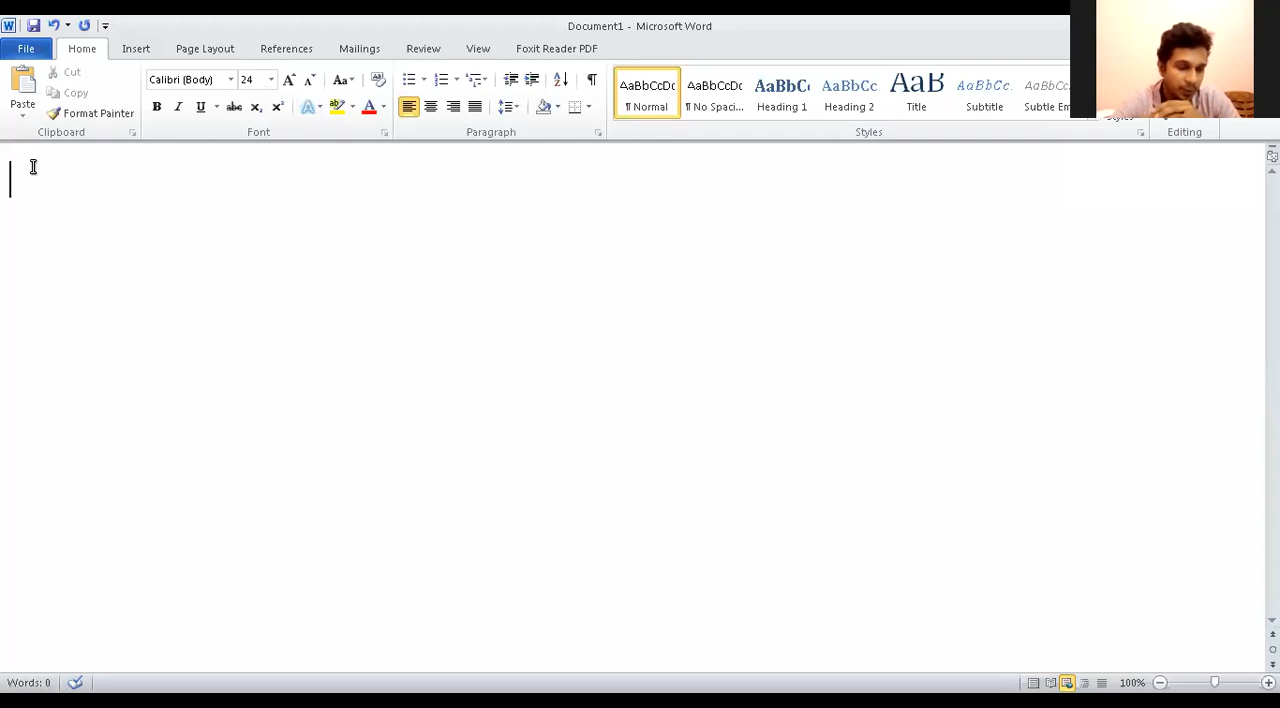 Document1 - Microsoft Word
File Home Insert Page Layout References Mailings Review View Foxit Reader PDF
Paste
Cut
Copy
Format Painter
Clipboard
Calibri (Body) 24
Font
Paragraph
AaBbCcDc AaBbCcDc AaBbC AaBbCc AaB AaBbCc. AaBbCc
¶ Normal ¶ No Spaci... Heading 1 Heading 2 Title Subtitle Subtle Em
Styles
Editing
Words: 0
100%